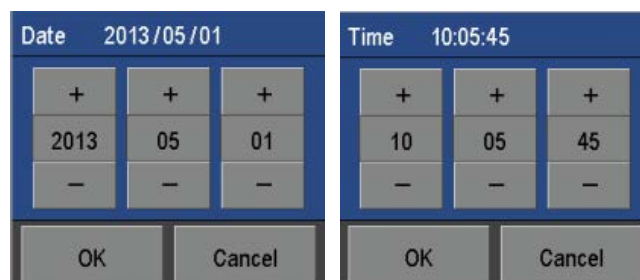 Date 2013/05/01
+ + +
2013 05 01
− − −
OK Cancel
Time 10:05:45
+ + +
10 05 45
− − −
OK Cancel